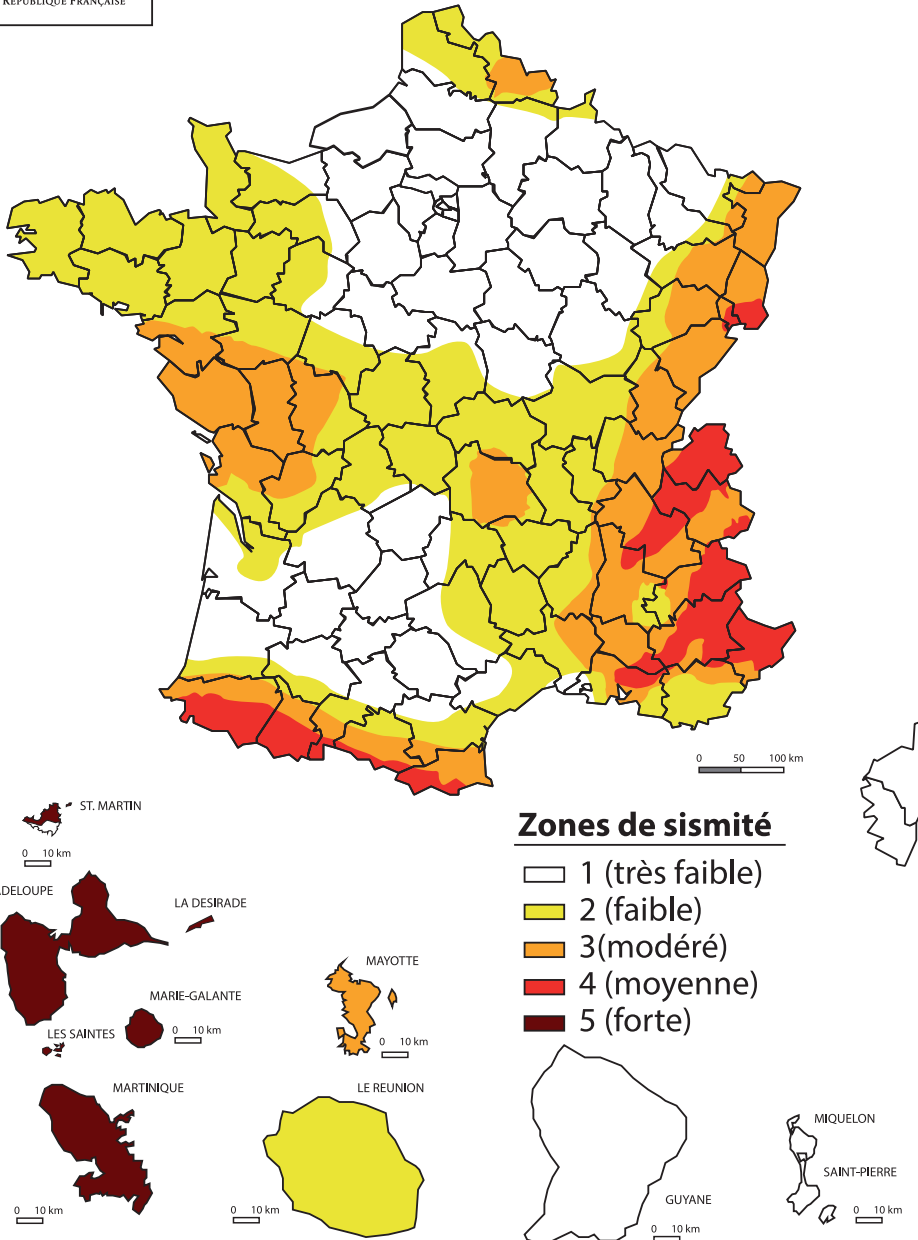 RÉPUBLIQUE FRANÇAISE
0 50 100 km
ST. MARTIN
0 10 km
Zones de sismité
1 (très faible)
2 (faible)
3(modéré)
4 (moyenne)
5 (forte)
ADELOUPE
LA DESIRADE
MARIE-GALANTE
0 10 km
LES SAINTES
MAYOTTE
0 10 km
MARTINIQUE
0 10 km
LE REUNION
0 10 km
GUYANE
0 10 km
MIQUELON
SAINT-PIERRE
0 10 km